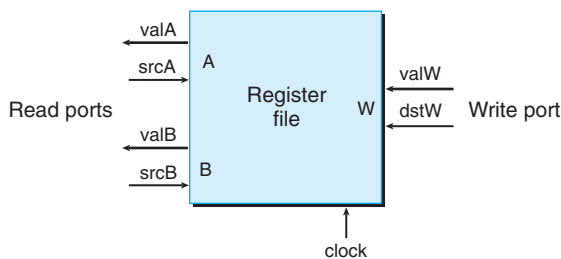 valA
srcA
A
Read ports
valB
srcB
B
Register
file
W
valW
dstW
Write port
clock